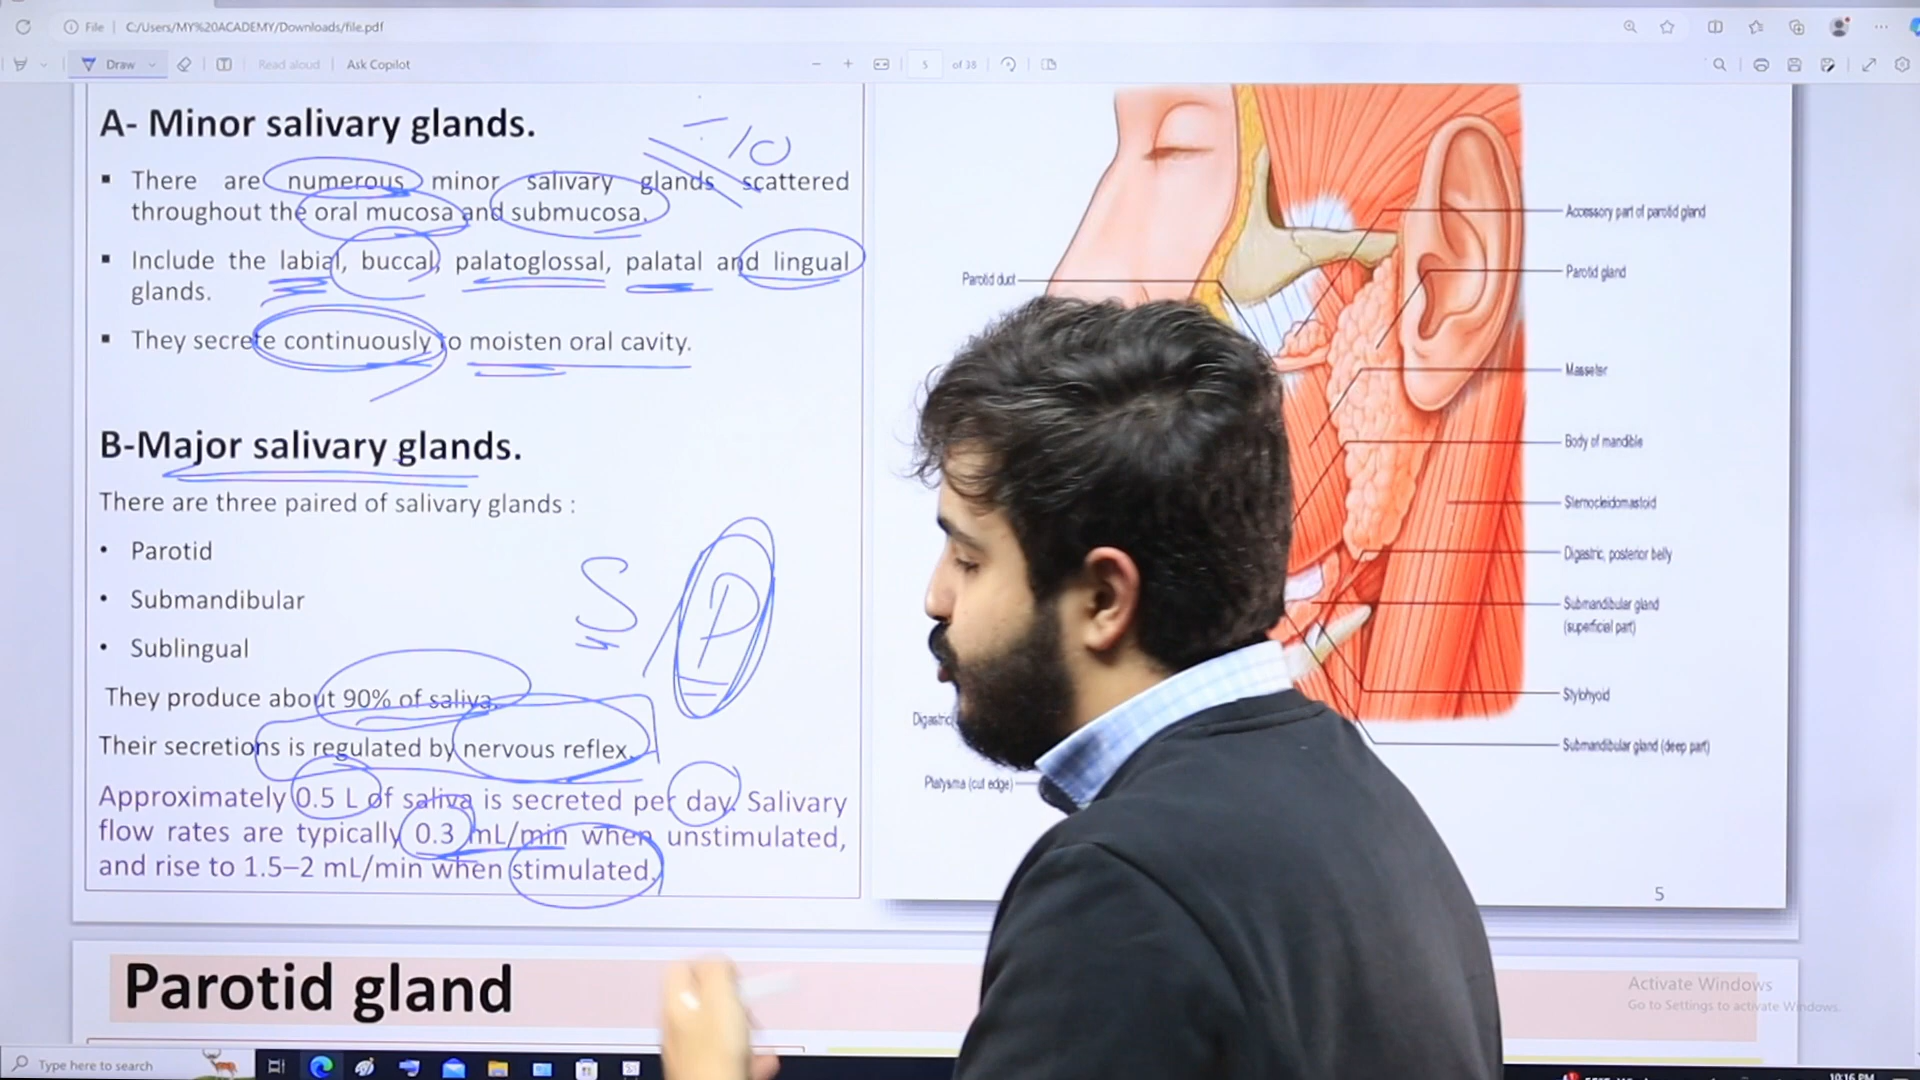 File
C:/Users/MY%20ACADEMY/Downloads/file.pdf
Draw
Read aloud
Ask Copilot
5
of 38
A- Minor salivary glands.
▪ There are numerous minor salivary glands scattered
throughout the oral mucosa and submucosa.
▪ Include the labial, buccal, palatoglossal, palatal and lingual
glands.
▪ They secrete continuously to moisten oral cavity.
10
B-Major salivary glands.
There are three paired of salivary glands :
• Parotid
• Submandibular
• Sublingual
S
P
They produce about 90% of saliva.
Their secretions is regulated by nervous reflex.
Approximately 0.5 L of saliva is secreted per day. Salivary
flow rates are typically 0.3 mL/min when unstimulated,
and rise to 1.5–2 mL/min when stimulated.
Parotid duct
Accessory part of parotid gland
Parotid gland
Masseter
Body of mandible
Sternocleidomastoid
Digastric, posterior belly
Submandibular gland
(superficial part)
Stylohyoid
Submandibular gland (deep part)
Digastric
Platysma (cut edge)
5
Parotid gland
Activate Windows
Go to Settings to activate Windows.
Type here to search
10:16 PM